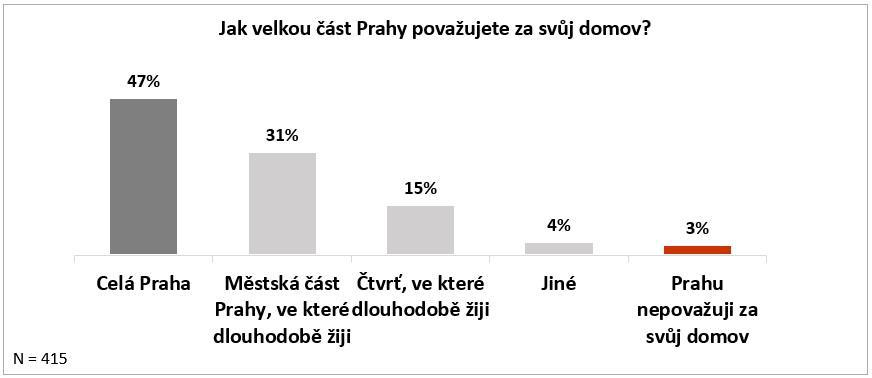 Jak velkou část Prahy považujete za svůj domov?
47%
31%
15%
4%
3%
Celá Praha
Městská část
Prahy, ve které
dlouhodobě žiji
Čtvrť, ve které
dlouhodobě žiji
Jiné
Prahu
nepovažuji za
svůj domov
N = 415